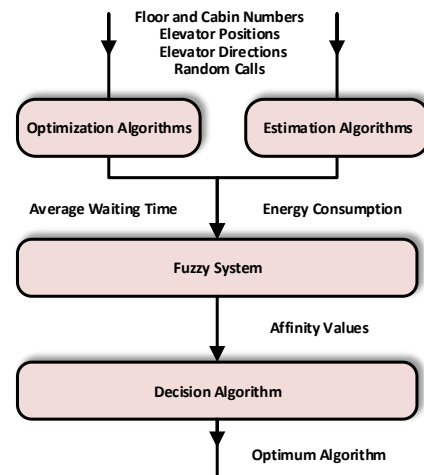 Floor and Cabin Numbers
Elevator Positions
Elevator Directions
Random Calls
Optimization Algorithms
Estimation Algorithms
Average Waiting Time
Energy Consumption
Fuzzy System
Affinity Values
Decision Algorithm
Optimum Algorithm